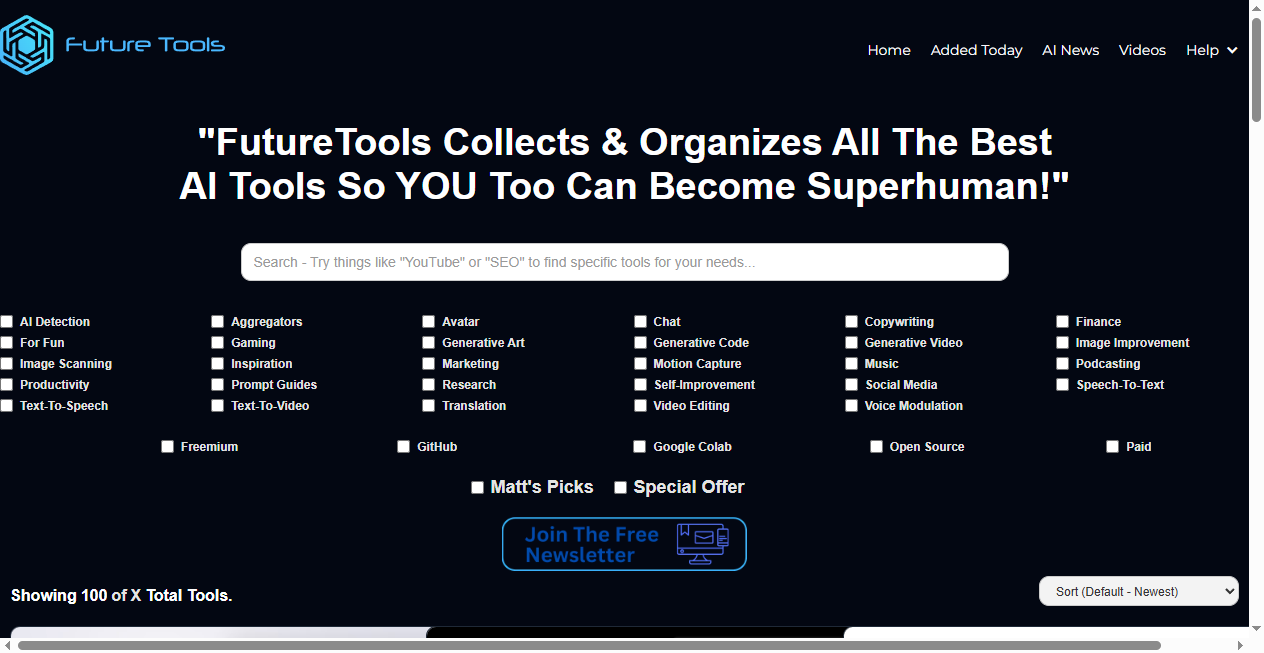 Future Tools
Home Added Today AI News Videos Help
"FutureTools Collects & Organizes All The Best
AI Tools So YOU Too Can Become Superhuman!"
Search - Try things like "YouTube" or "SEO" to find specific tools for your needs...
AI Detection Aggregators Avatar Chat Copywriting Finance
For Fun Gaming Generative Art Generative Code Generative Video Image Improvement
Image Scanning Inspiration Marketing Motion Capture Music Podcasting
Productivity Prompt Guides Research Self-Improvement Social Media Speech-To-Text
Text-To-Speech Text-To-Video Translation Video Editing Voice Modulation
Freemium GitHub Google Colab Open Source Paid
Matt's Picks Special Offer
Join The Free
Newsletter
Showing 100 of X Total Tools.
Sort (Default - Newest)